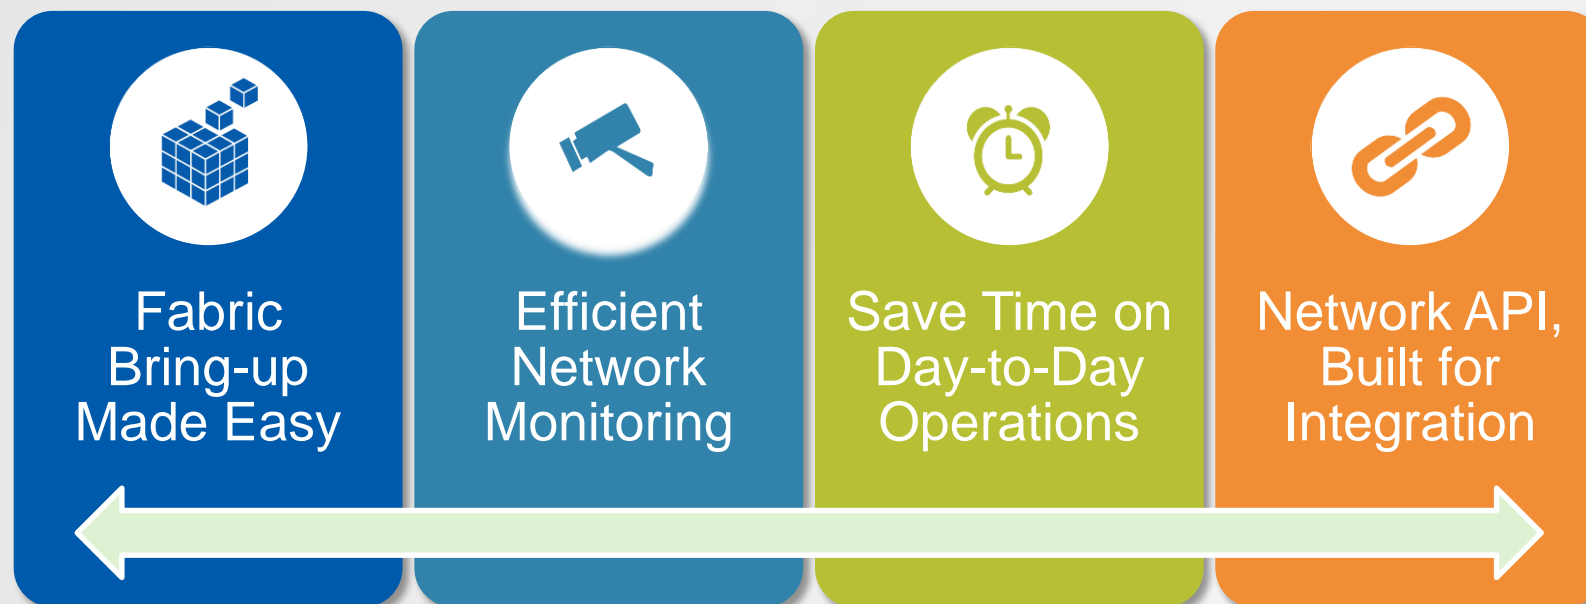 Fabric
Bring-up
Made Easy
Efficient
Network
Monitoring
Save Time on
Day-to-Day
Operations
Network API,
Built for
Integration